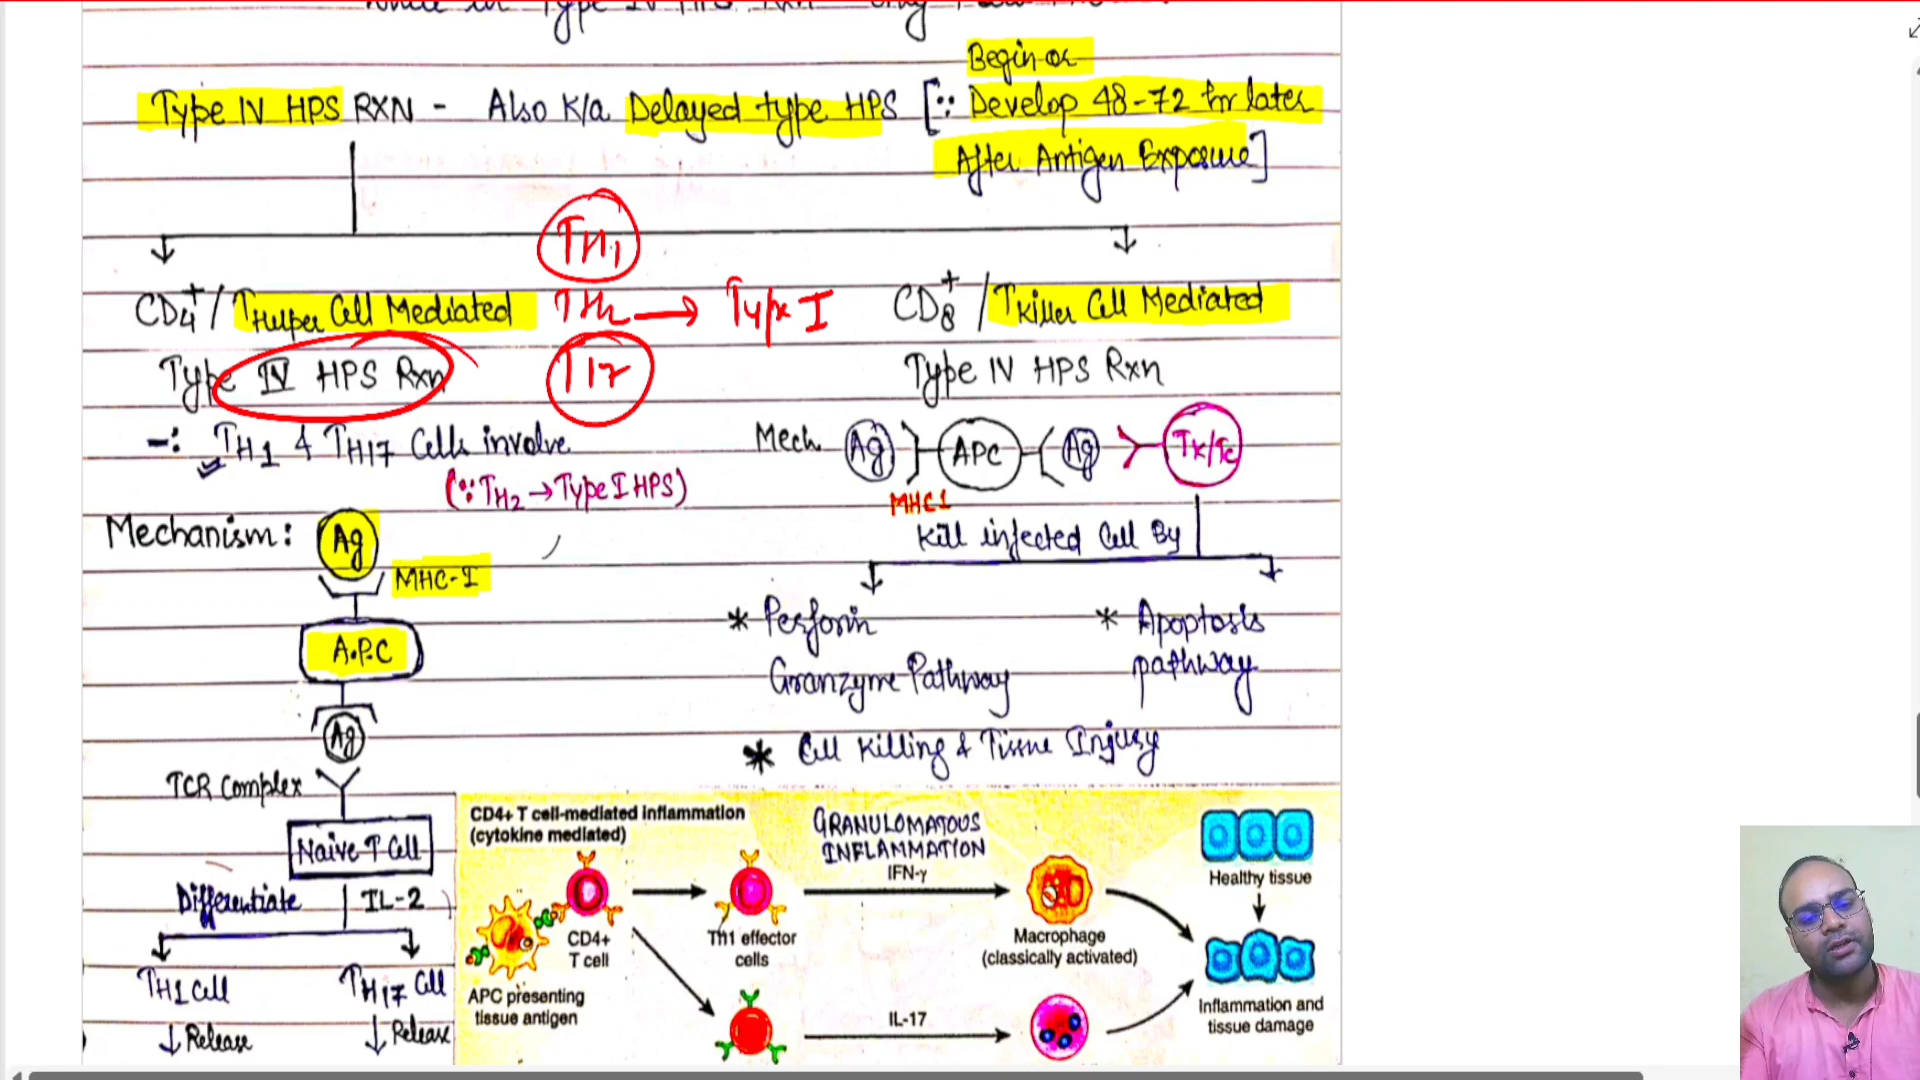 Begin or
Type IV HPS RXN - Also K/a Delayed type HPS [∵ Develop 48-72 hr later
After Antigen Exposure]
TH1
CD4+ / THelper Cell Mediated
TH2 → Type I
CD8+ / TKiller Cell Mediated
Type IV HPS Rxn
T17
Type IV HPS Rxn
-: TH1 & TH17 Cells involve
(∵ TH2 → Type I HPS)
Mech Ag APC Ag TK/Tc
MHC1
Kill infected Cell By
Mechanism: Ag
MHC-I
A.P.C
Ag
* Perforin
Granzyme Pathway
* Apoptosis
pathway
* Cell Killing & Tissue Injury
TCR Complex
Naive T Cell
Differentiate IL-2
TH1 Cell TH17 Cell
↓ Release ↓ Release
CD4+ T cell-mediated inflammation
(cytokine mediated)
GRANULOMATOUS
INFLAMMATION
IFN-γ
CD4+
T cell
APC presenting
tissue antigen
Th1 effector
cells
Macrophage
(classically activated)
IL-17
Healthy tissue
Inflammation and
tissue damage